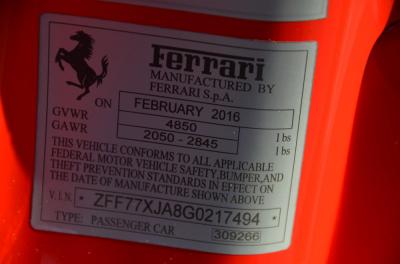 Ferrari
MANUFACTURED BY
FERRARI S.p.A.
ON FEBRUARY 2016
GVWR 4850 lbs
GAWR 2050 - 2845 lbs
THIS VEHICLE CONFORMS TO ALL APPLICABLE
FEDERAL MOTOR VEHICLE SAFETY, BUMPER, AND
THEFT PREVENTION STANDARDS IN EFFECT ON
THE DATE OF MANUFACTURE SHOWN ABOVE
V.I.N. * ZFF77XJA8G0217494 *
TYPE: PASSENGER CAR 309266